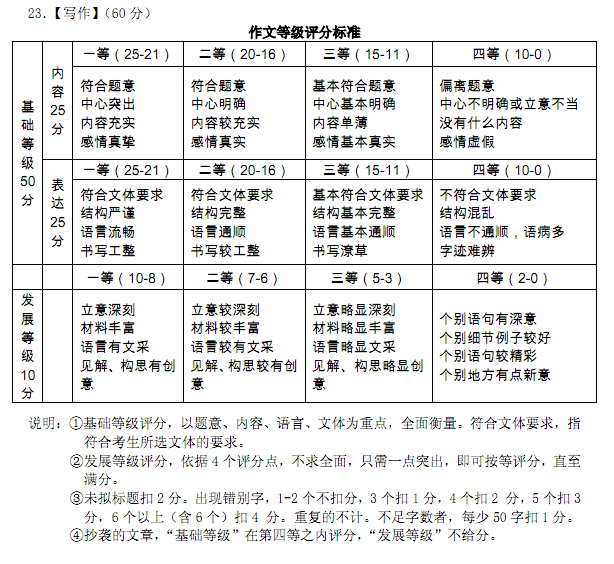 23.【写作】(60 分)
作文等级评分标准
一等(25-21) 二等(20-16) 三等(15-11) 四等(10-0)
基础等级50分
内容25分
符合题意 符合题意 基本符合题意 偏离题意
中心突出 中心明确 中心基本明确 中心不明确或立意不当
内容充实 内容较充实 内容单薄 没有什么内容
感情真挚 感情真实 感情基本真实 感情虚假
一等(25-21) 二等(20-16) 三等(15-11) 四等(10-0)
表达25分
符合文体要求 符合文体要求 基本符合文体要求 不符合文体要求
结构严谨 结构完整 结构基本完整 结构混乱
语言流畅 语言通顺 语言基本通顺 语言不通顺，语病多
书写工整 书写较工整 书写潦草 字迹难辨
一等(10-8) 二等(7-6) 三等(5-3) 四等(2-0)
发展等级10分
立意深刻 立意较深刻 立意略显深刻 个别语句有深意
材料丰富 材料较丰富 材料略显丰富 个别细节例子较好
语言有文采 语言较有文采 语言略显文采 个别语句较精彩
见解、构思有创意 见解、构思较有创意 见解、构思略显创意 个别地方有点新意
说明：①基础等级评分，以题意、内容、语言、文体为重点，全面衡量。符合文体要求，指
符合考生所选文体的要求。
②发展等级评分，依据 4 个评分点，不求全面，只需一点突出，即可按等评分，直至
满分。
③未拟标题扣 2 分。出现错别字，1-2 个不扣分，3 个扣 1 分，4 个扣 2 分，5 个扣 3
分，6 个以上（含 6 个）扣 4 分。重复的不计。不足字数者，每少 50 字扣 1 分。
④抄袭的文章，“基础等级”在第四等之内评分，“发展等级”不给分。